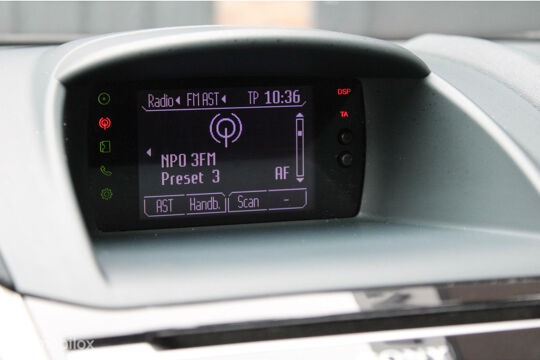 Radio FM AST TP 10:36
DSP
TA
NPO 3FM
Preset 3 AF
AST Handb. Scan -